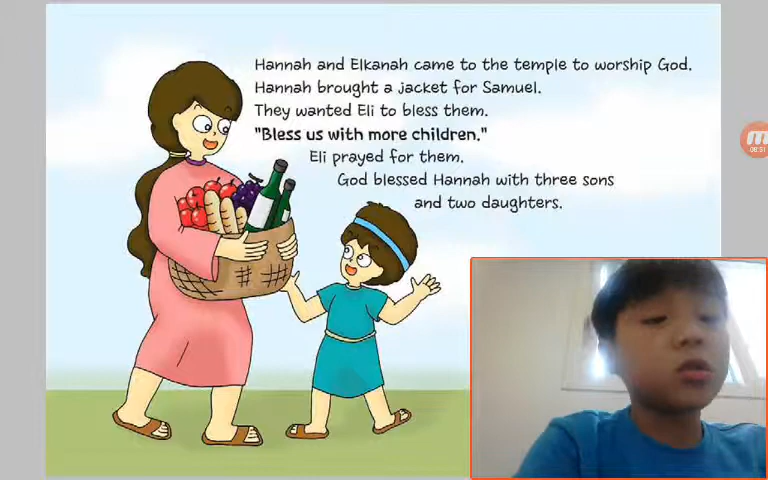 Hannah and Elkanah came to the temple to worship God.
Hannah brought a jacket for Samuel.
They wanted Eli to bless them.
"Bless us with more children."
Eli prayed for them.
God blessed Hannah with three sons
and two daughters.